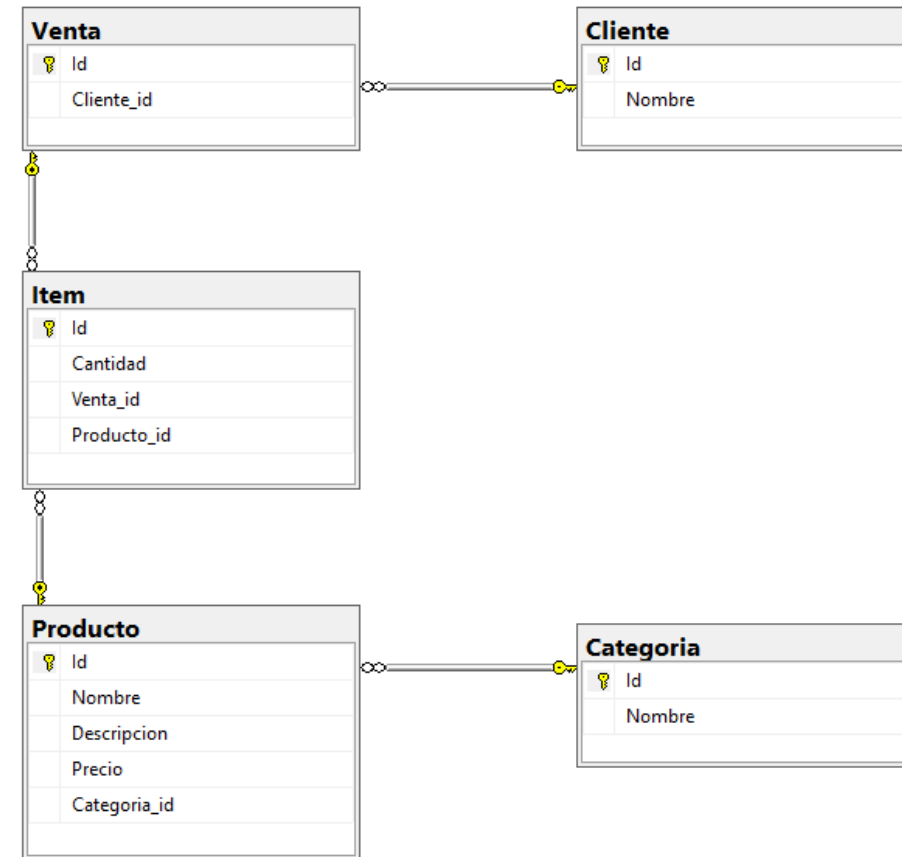 Venta
Id
Cliente_id
Cliente
Id
Nombre
Item
Id
Cantidad
Venta_id
Producto_id
Producto
Id
Nombre
Descripcion
Precio
Categoria_id
Categoria
Id
Nombre